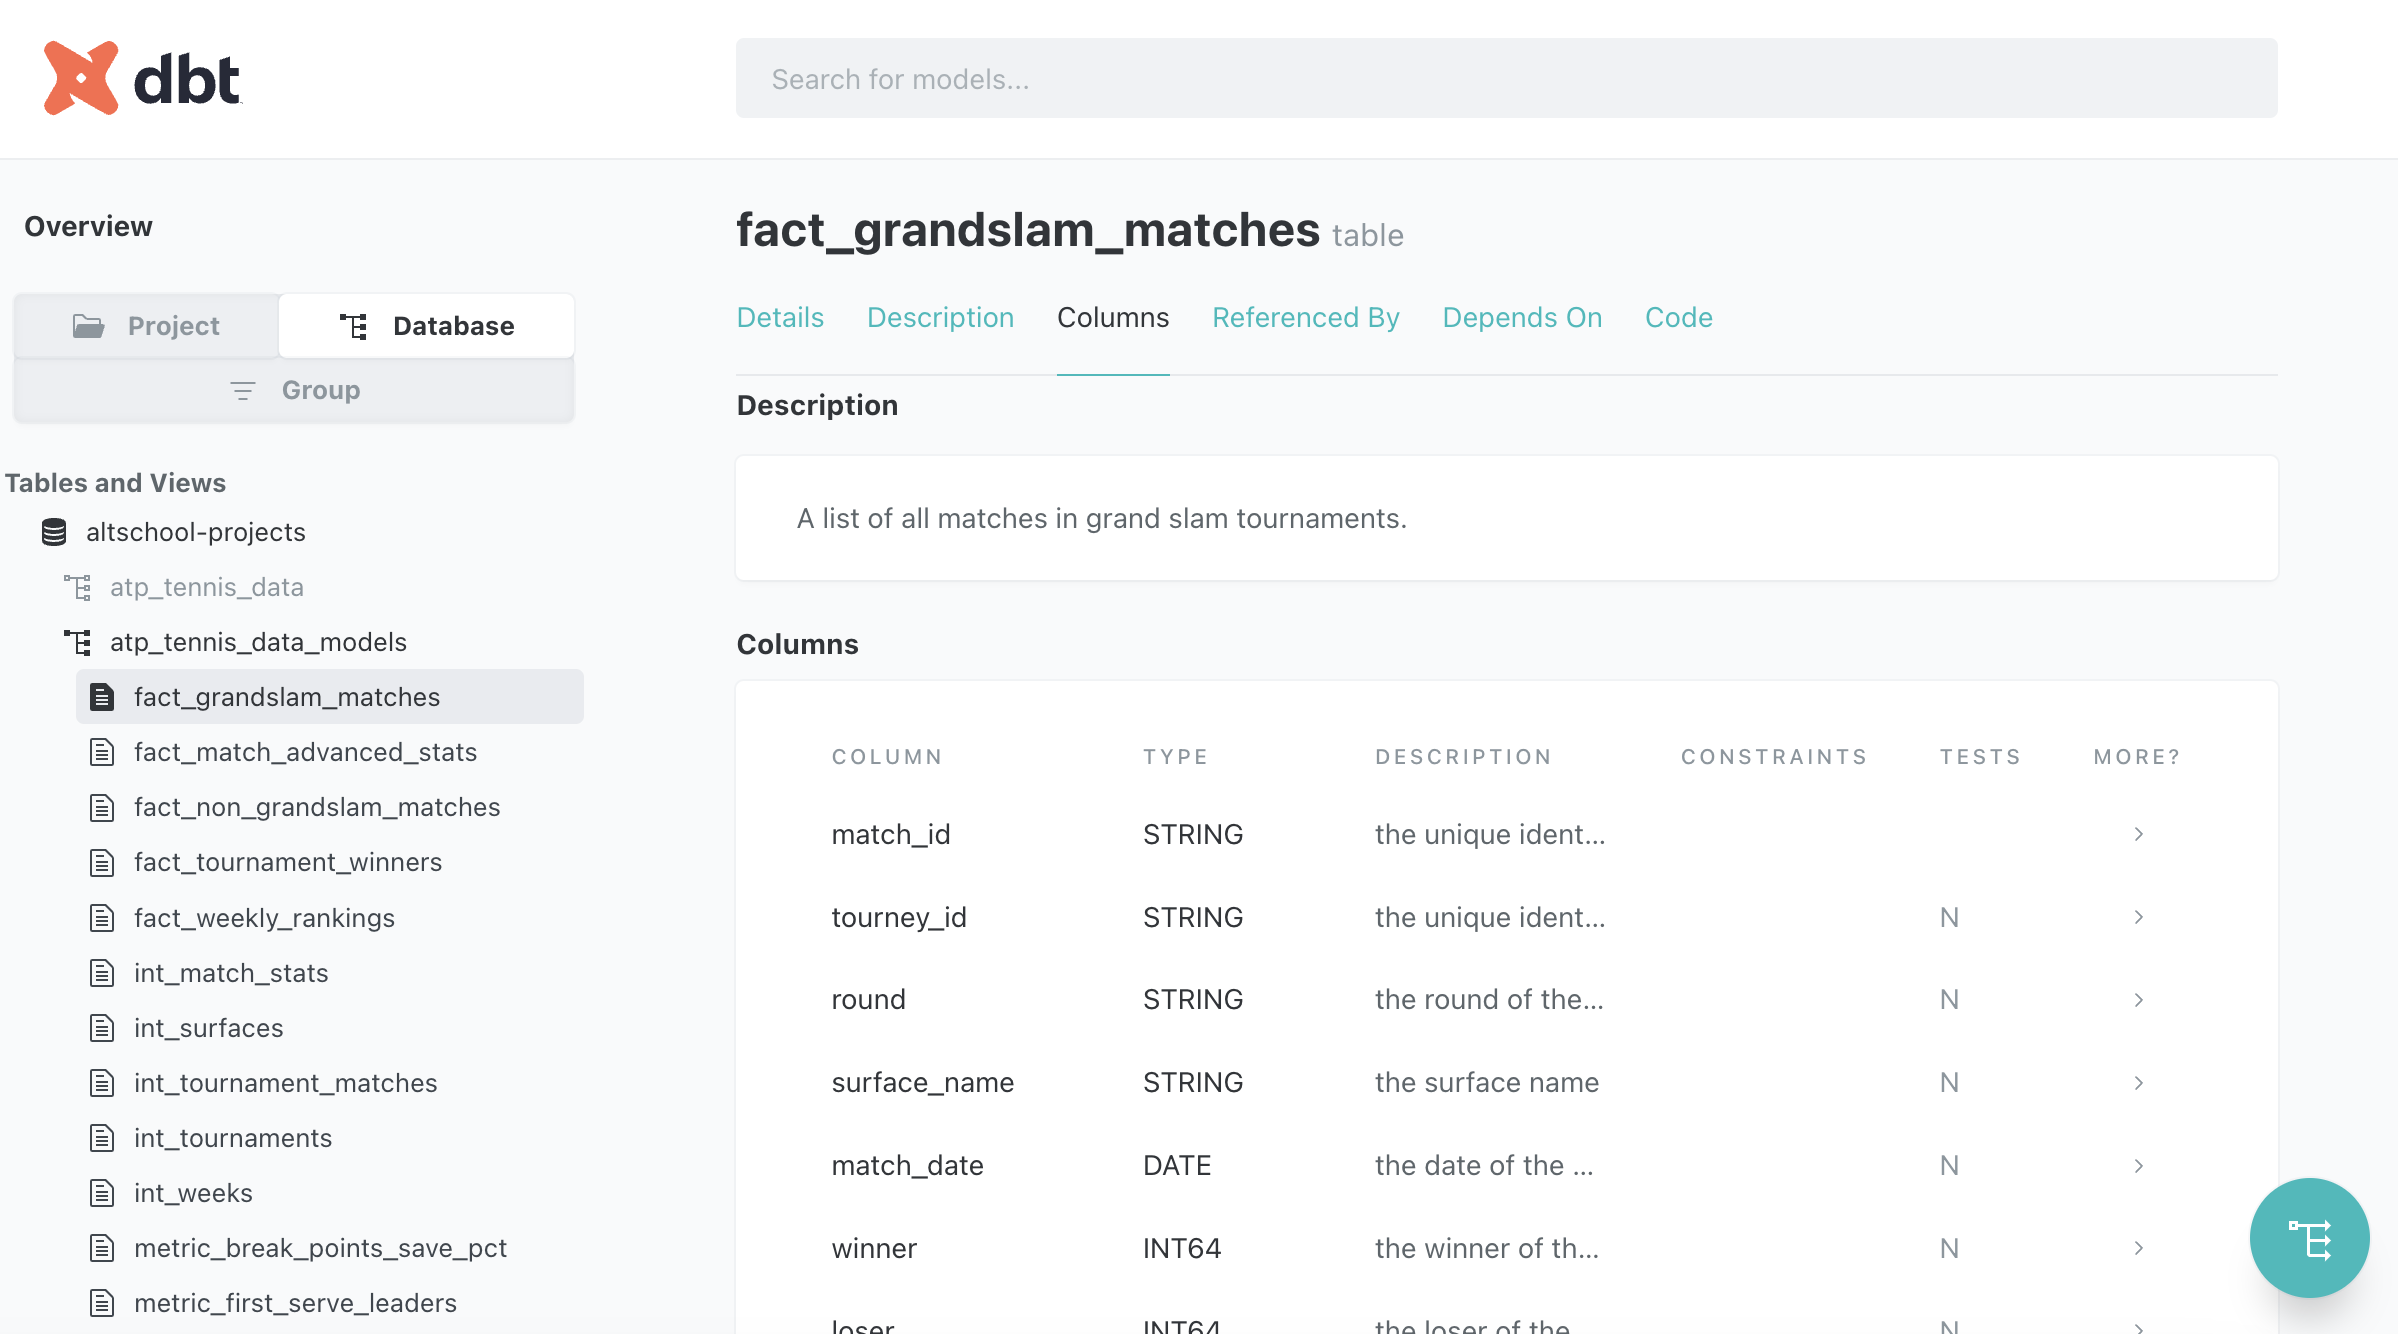 dbt
Search for models...
Overview
Project
Database
Group
Tables and Views
altschool-projects
atp_tennis_data
atp_tennis_data_models
fact_grandslam_matches
fact_match_advanced_stats
fact_non_grandslam_matches
fact_tournament_winners
fact_weekly_rankings
int_match_stats
int_surfaces
int_tournament_matches
int_tournaments
int_weeks
metric_break_points_save_pct
metric_first_serve_leaders
fact_grandslam_matches table
Details Description Columns Referenced By Depends On Code
Description
A list of all matches in grand slam tournaments.
Columns
COLUMN TYPE DESCRIPTION CONSTRAINTS TESTS MORE?
match_id STRING the unique ident...
tourney_id STRING the unique ident... N
round STRING the round of the... N
surface_name STRING the surface name N
match_date DATE the date of the ... N
winner INT64 the winner of th... N
loser INT64 the loser of the N